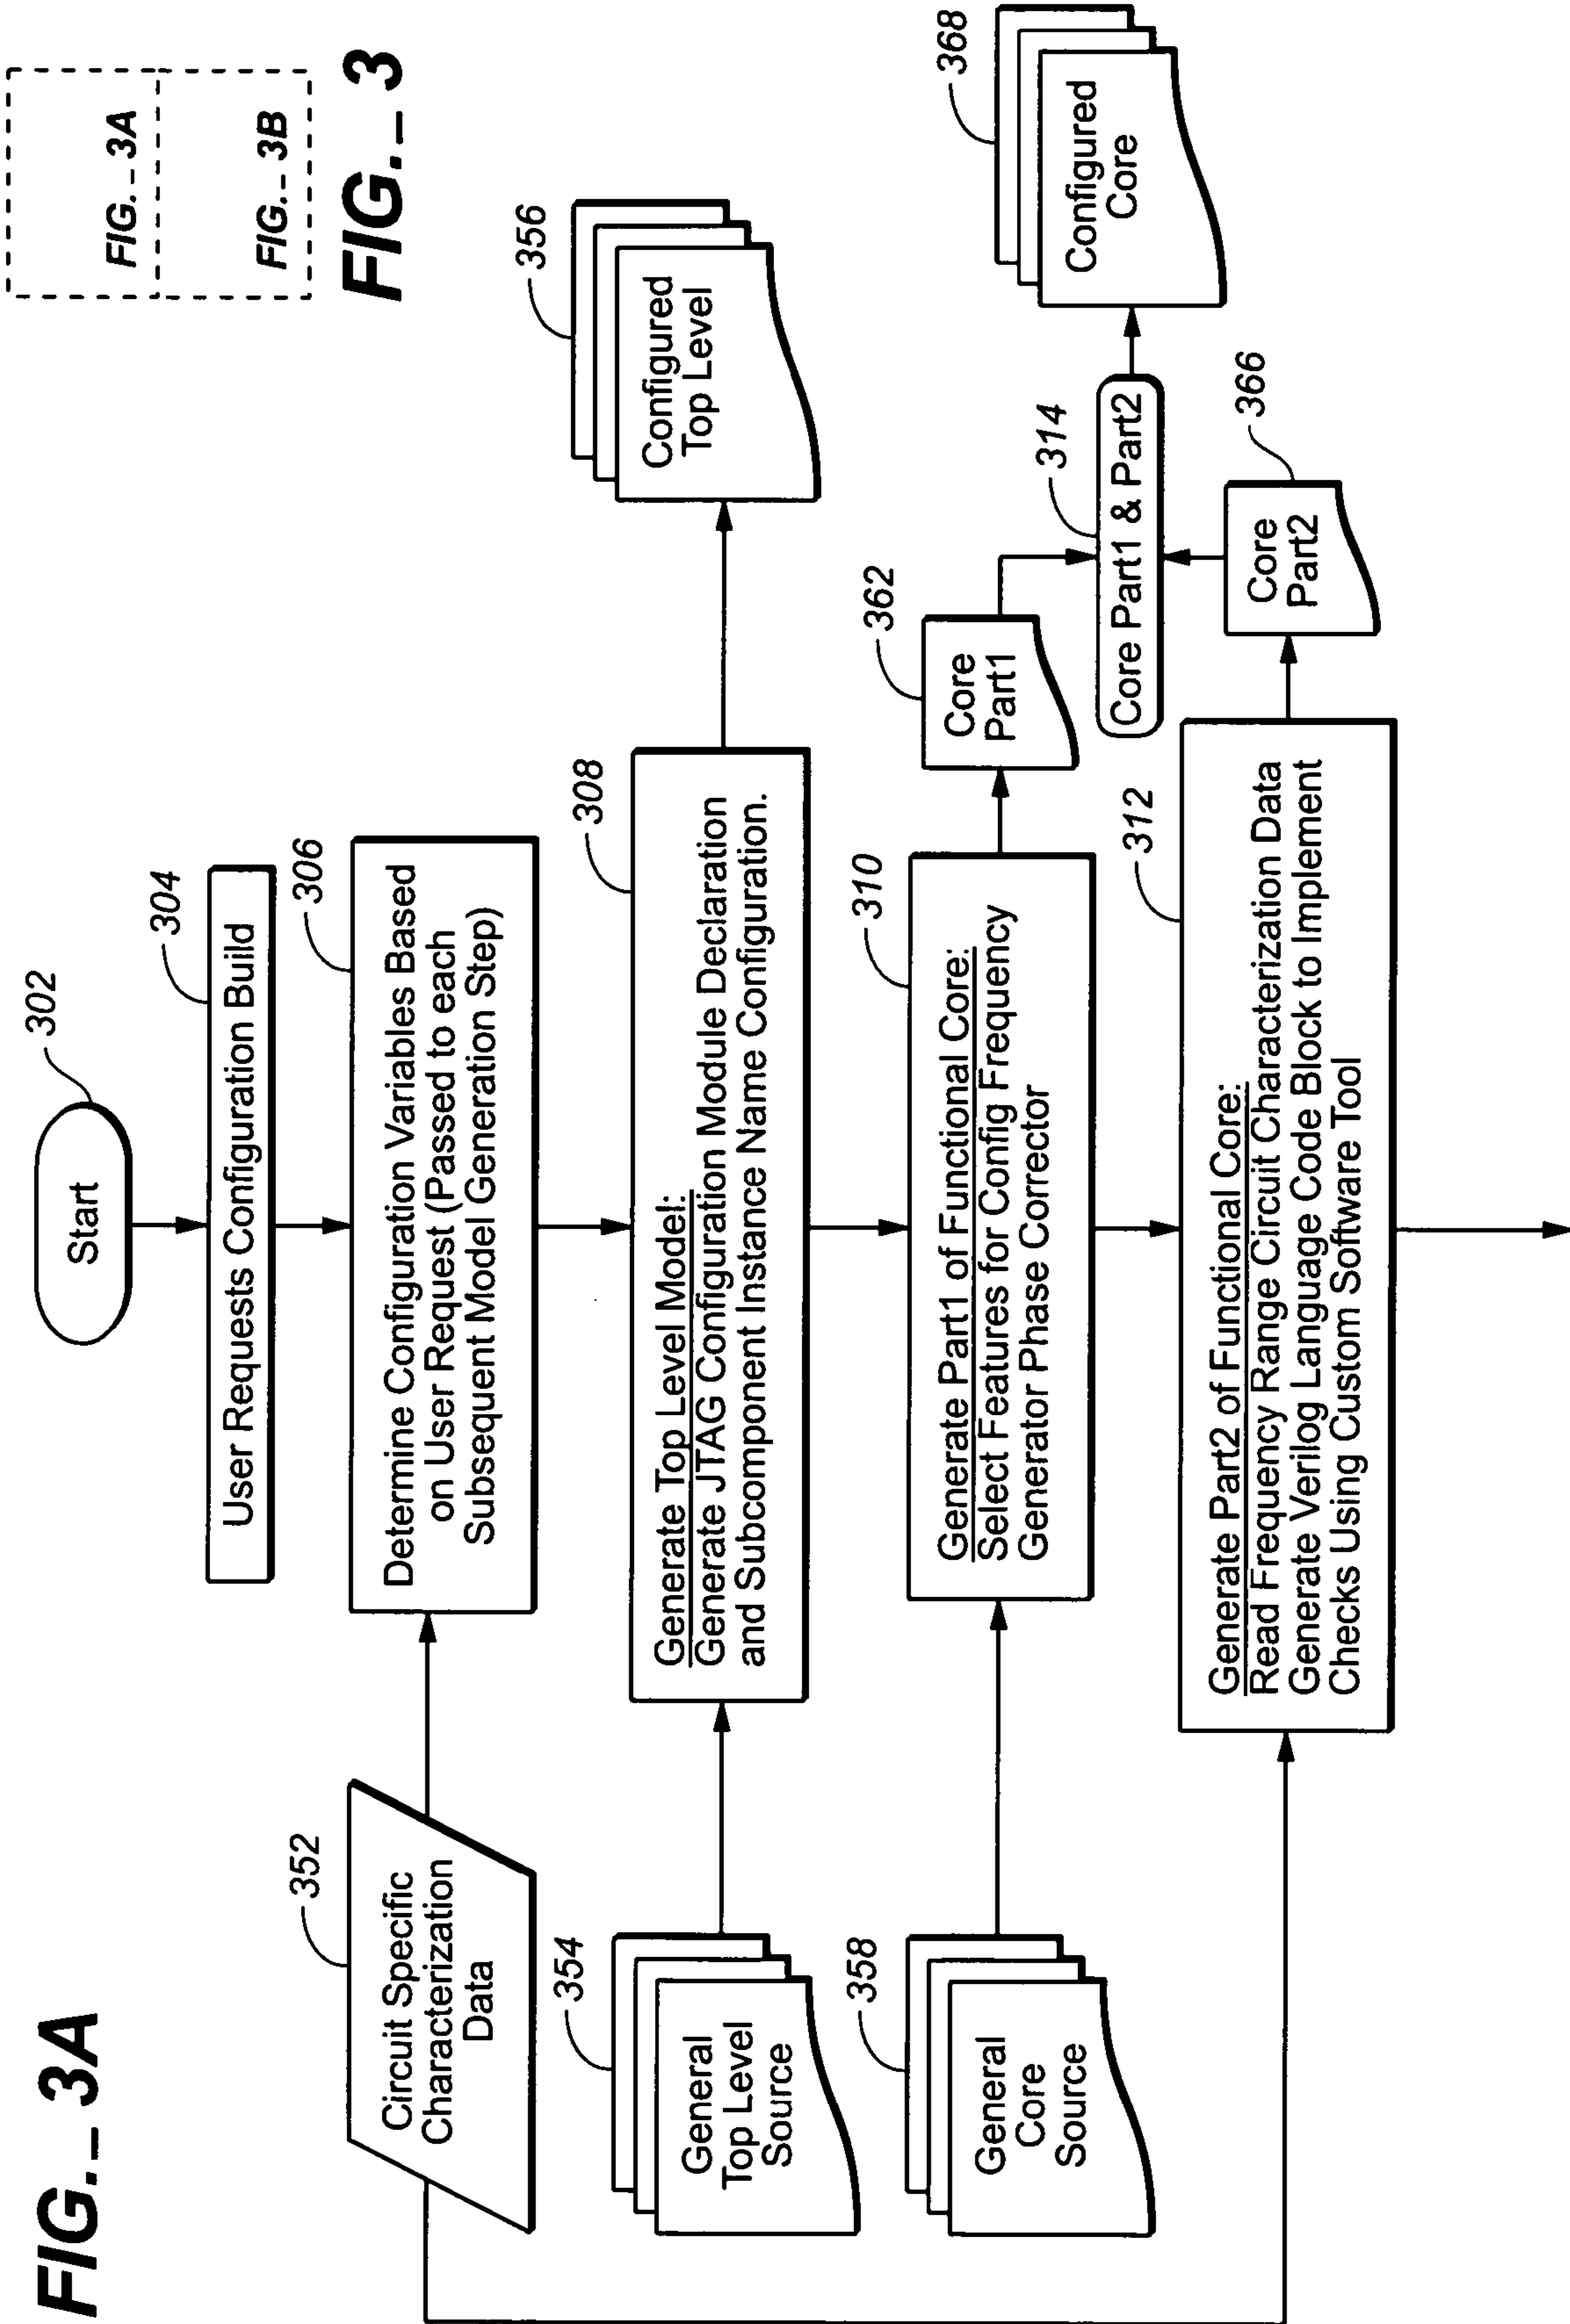 FIG._ 3A
302
Start
304
User Requests Configuration Build
352
Circuit Specific
Characterization
Data
306
Determine Configuration Variables Based
on User Request (Passed to each
Subsequent Model Generation Step)
354
General
Top Level
Source
308
Generate Top Level Model:
Generate JTAG Configuration Module Declaration
and Subcomponent Instance Name Configuration.
356
Configured
Top Level
358
General
Core
Source
310
Generate Part1 of Functional Core:
Select Features for Config Frequency
Generator Phase Corrector
362
Core
Part1
314
Core Part1 & Part2
368
Configured
Core
312
Generate Part2 of Functional Core:
Read Frequency Range Circuit Characterization Data
Generate Verilog Language Code Block to Implement
Checks Using Custom Software Tool
366
Core
Part2
FIG._ 3A
FIG._ 3B
FIG._ 3